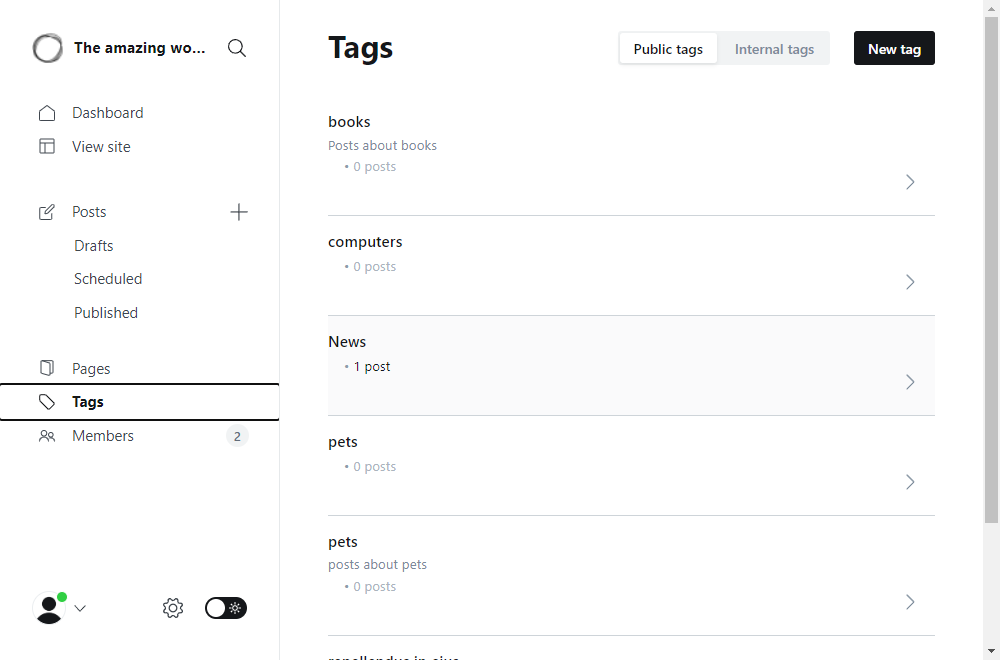 The amazing wo...
Dashboard
View site
Posts
Drafts
Scheduled
Published
Pages
Tags
Members
2
Tags
Public tags
Internal tags
New tag
books
Posts about books
• 0 posts
computers
• 0 posts
News
• 1 post
pets
• 0 posts
pets
posts about pets
• 0 posts